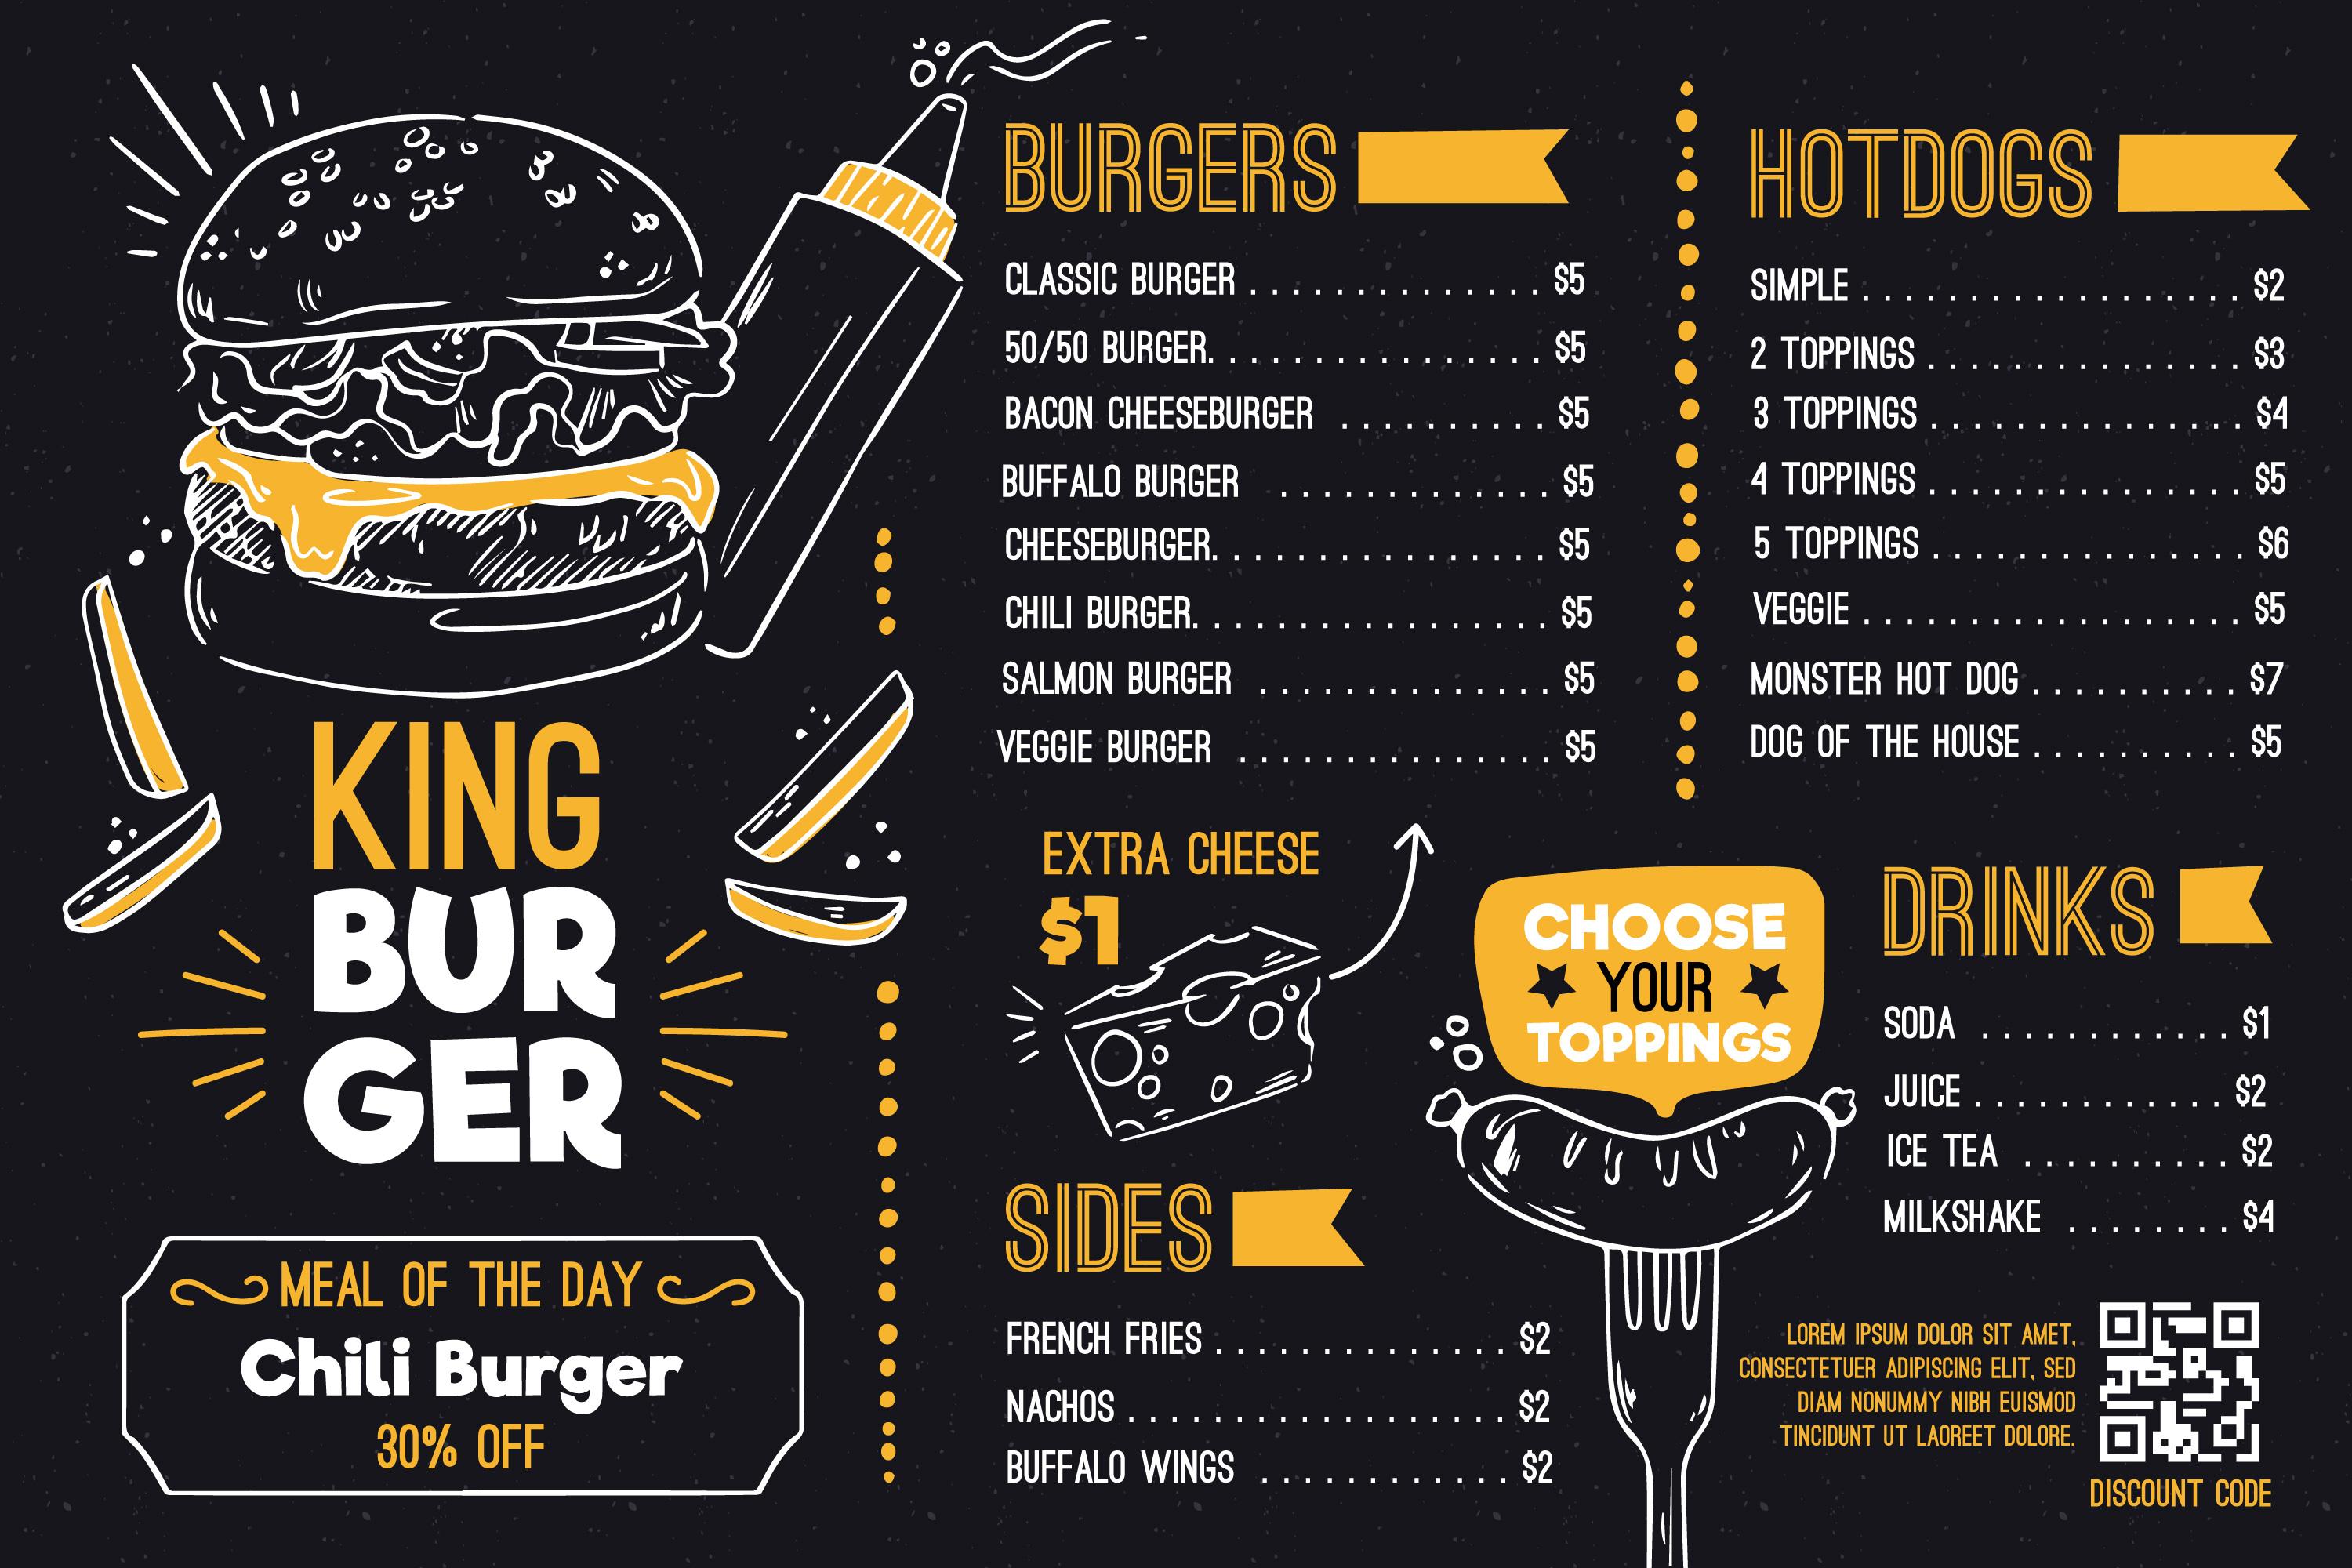 KING
BUR
GER
MEAL OF THE DAY
Chili Burger
30% OFF
BURGERS
CLASSIC BURGER . . . . . . . . . . . . . . . $5
50/50 BURGER. . . . . . . . . . . . . . . . . $5
BACON CHEESEBURGER . . . . . . . . . . $5
BUFFALO BURGER . . . . . . . . . . . . . . $5
CHEESEBURGER. . . . . . . . . . . . . . . . . $5
CHILI BURGER. . . . . . . . . . . . . . . . . . $5
SALMON BURGER . . . . . . . . . . . . . . . $5
VEGGIE BURGER . . . . . . . . . . . . . . . . $5
EXTRA CHEESE
$1
SIDES
FRENCH FRIES . . . . . . . . . . . . . . . $2
NACHOS . . . . . . . . . . . . . . . . . . . . $2
BUFFALO WINGS . . . . . . . . . . . . . $2
HOTDOGS
SIMPLE . . . . . . . . . . . . . . . . . . . . $2
2 TOPPINGS . . . . . . . . . . . . . . . . $3
3 TOPPINGS . . . . . . . . . . . . . . . . $4
4 TOPPINGS . . . . . . . . . . . . . . . . $5
5 TOPPINGS . . . . . . . . . . . . . . . . $6
VEGGIE . . . . . . . . . . . . . . . . . . . . $5
MONSTER HOT DOG . . . . . . . . . . . $7
DOG OF THE HOUSE . . . . . . . . . . . $5
CHOOSE
YOUR
TOPPINGS
DRINKS
SODA . . . . . . . . . . . . . $1
JUICE . . . . . . . . . . . . . $2
ICE TEA . . . . . . . . . . . $2
MILKSHAKE . . . . . . . . $4
LOREM IPSUM DOLOR SIT AMET,
CONSECTETUER ADIPISCING ELIT, SED
DIAM NONUMMY NIBH EUISMOD
TINCIDUNT UT LAOREET DOLORE.
DISCOUNT CODE